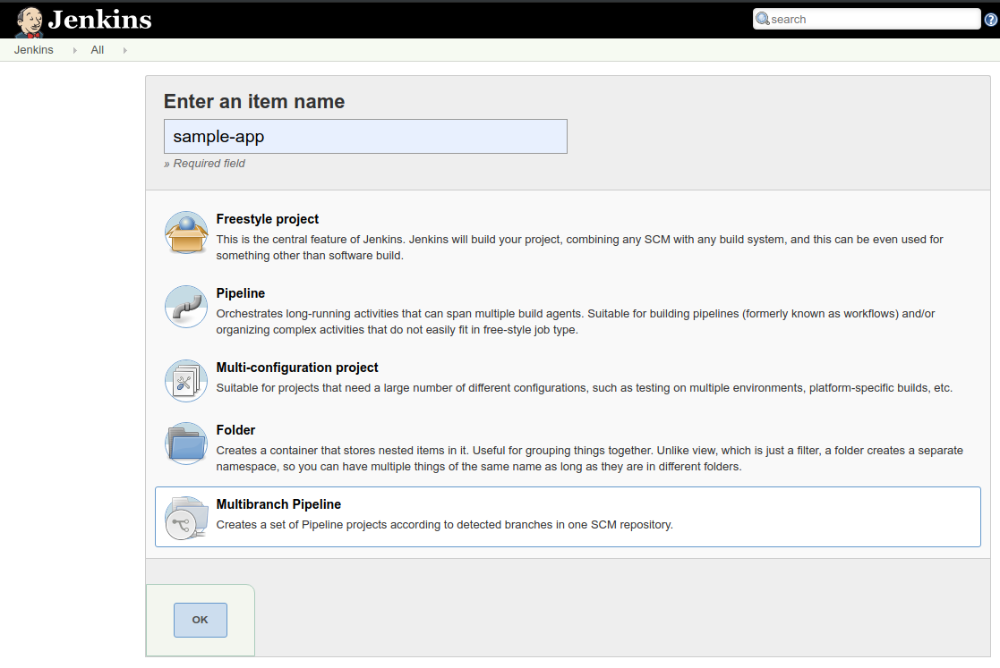 Jenkins
search
?
Jenkins All
Enter an item name
sample-app
» Required field
Freestyle project
This is the central feature of Jenkins. Jenkins will build your project, combining any SCM with any build system, and this can be even used for
something other than software build.
Pipeline
Orchestrates long-running activities that can span multiple build agents. Suitable for building pipelines (formerly known as workflows) and/or
organizing complex activities that do not easily fit in free-style job type.
Multi-configuration project
Suitable for projects that need a large number of different configurations, such as testing on multiple environments, platform-specific builds, etc.
Folder
Creates a container that stores nested items in it. Useful for grouping things together. Unlike view, which is just a filter, a folder creates a separate
namespace, so you can have multiple things of the same name as long as they are in different folders.
Multibranch Pipeline
Creates a set of Pipeline projects according to detected branches in one SCM repository.
OK